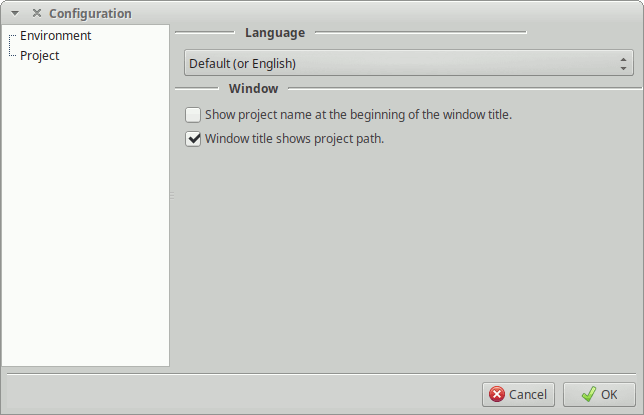 Configuration
Environment
Project
Language
Default (or English)
Window
Show project name at the beginning of the window title.
Window title shows project path.
Cancel
OK